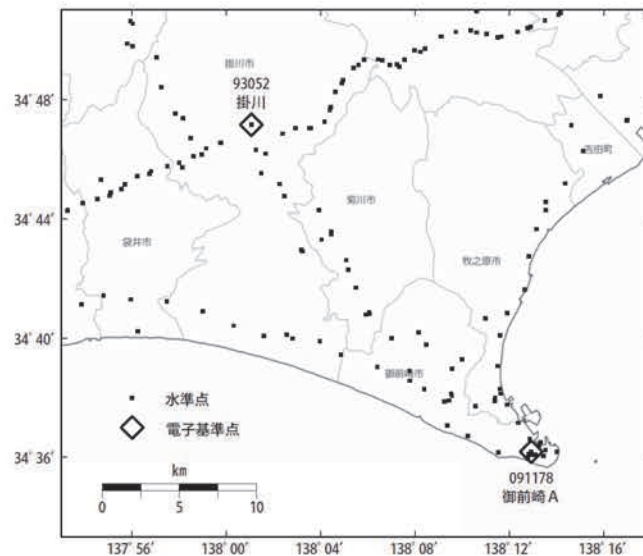 掛川市
93052
掛川
34˚ 48'
吉田町
菊川市
34˚ 44'
袋井市
牧之原市
34˚ 40'
御前崎市
水準点
電子基準点
34˚ 36'
km
091178
御前崎A
0 5 10
137˚ 56' 138˚ 00' 138˚ 04' 138˚ 08' 138˚ 12' 138˚ 16'